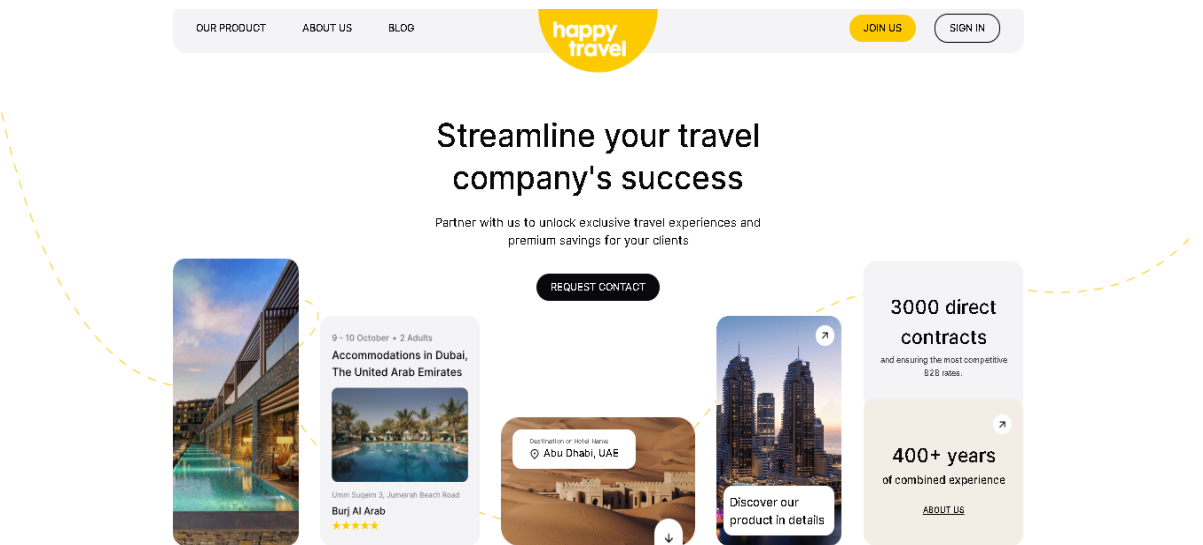 OUR PRODUCT
ABOUT US
BLOG
happy
travel
JOIN US
SIGN IN
Streamline your travel
company's success
Partner with us to unlock exclusive travel experiences and
premium savings for your clients
REQUEST CONTACT
9 - 10 October • 2 Adults
Accommodations in Dubai,
The United Arab Emirates
Umm Suqeim 3, Jumeirah Beach Road
Burj Al Arab
Destination or Hotel Name
Abu Dhabi, UAE
Discover our
product in details
3000 direct
contracts
and ensuring the most competitive
B2B rates.
400+ years
of combined experience
ABOUT US